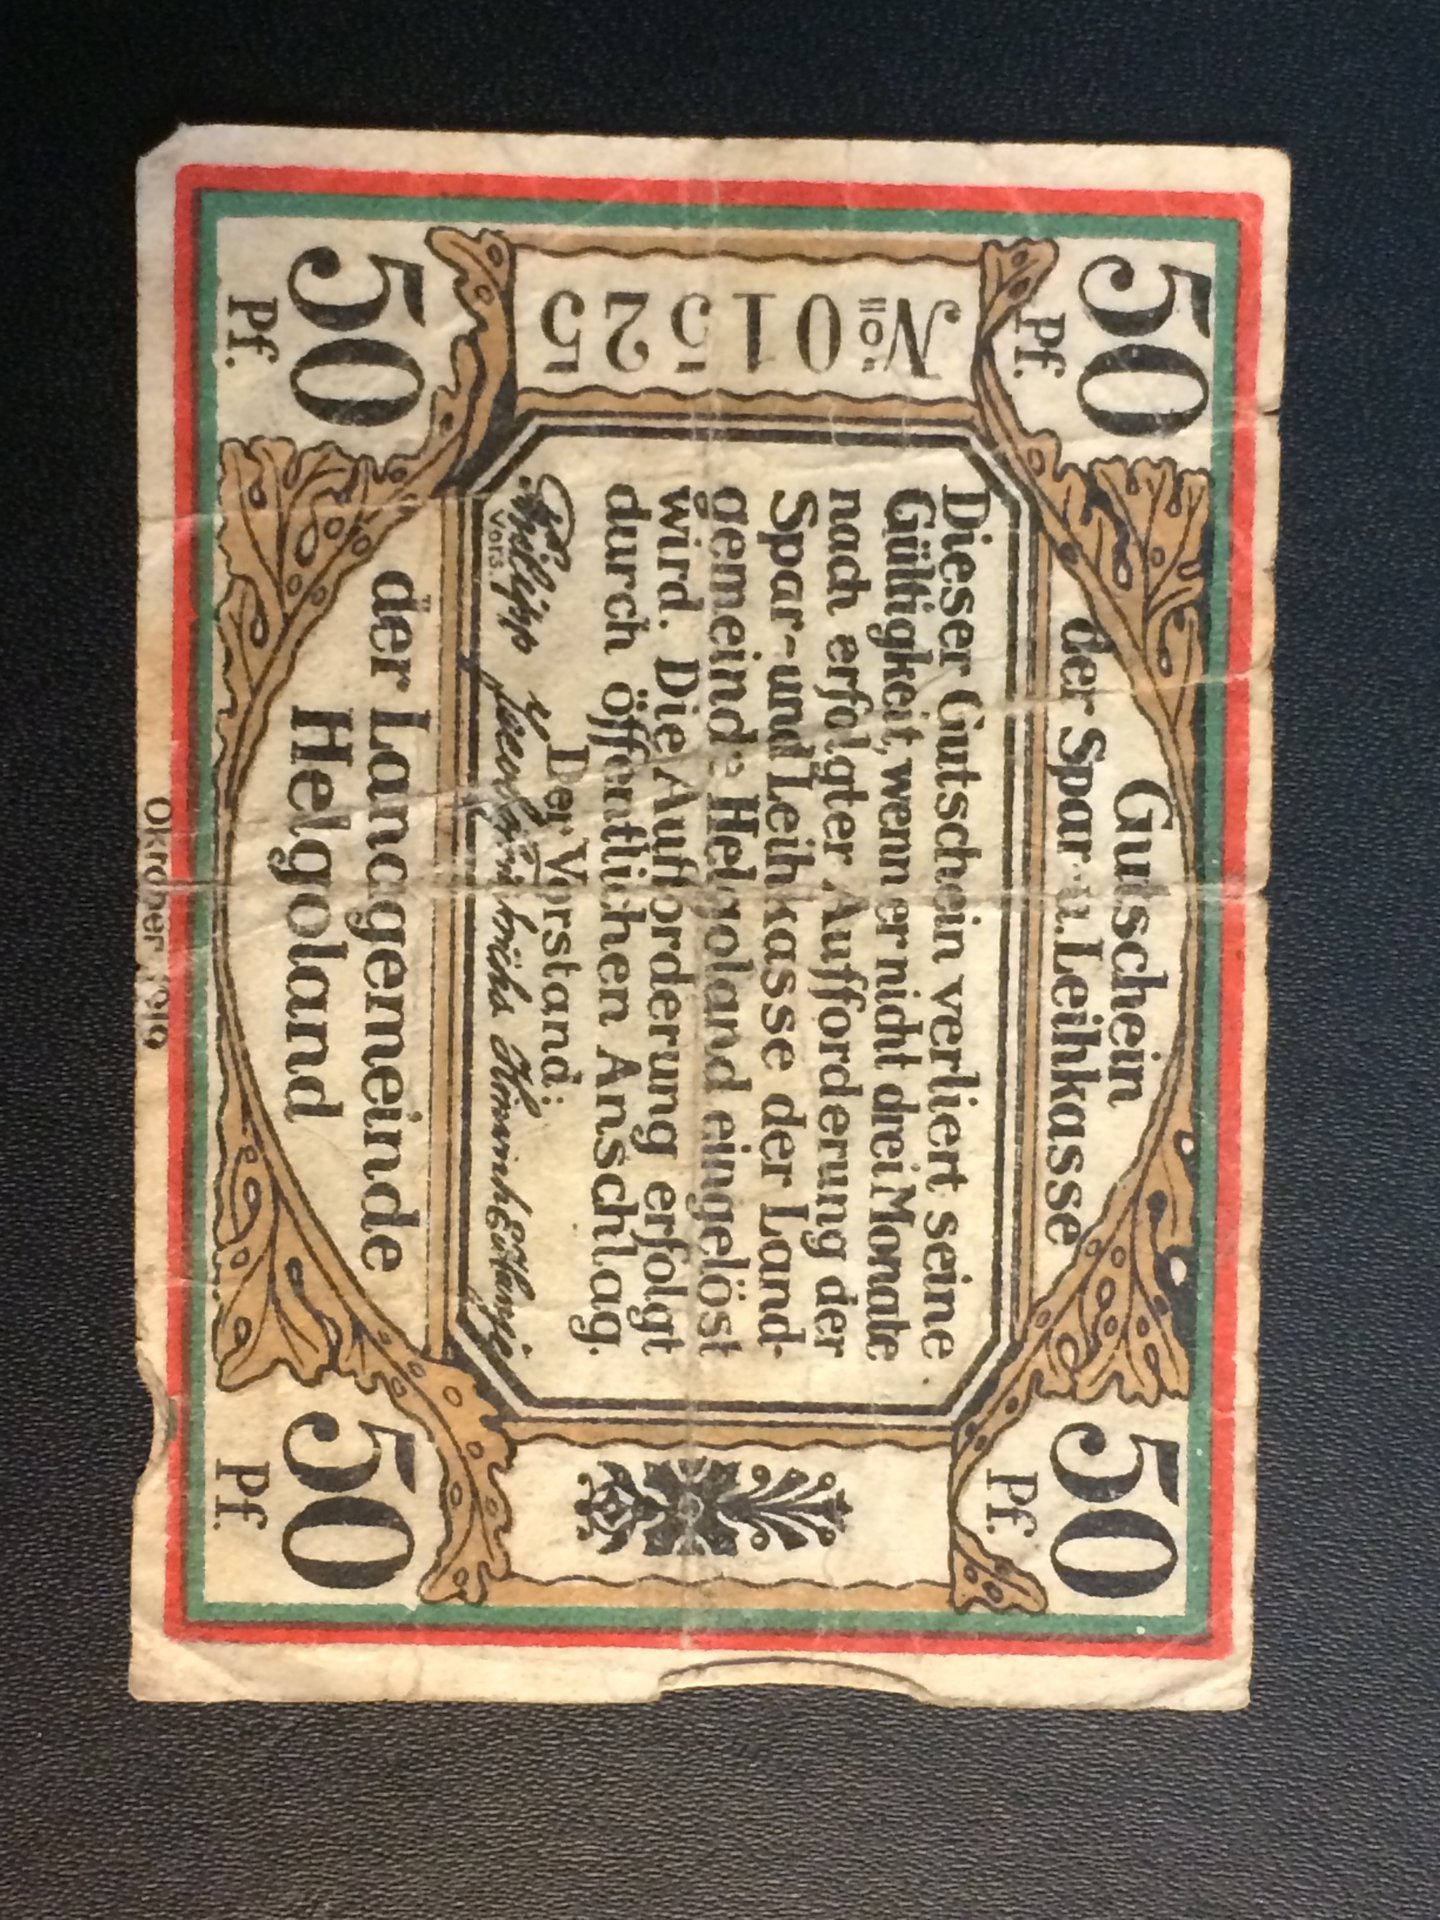 50 Pf.
Gutschein
der Spar- u. Leihkasse
50 Pf.
No 01525
Dieser Gutschein verliert seine
Gültigkeit, wenn er nicht drei Monate
nach erfolgter Aufforderung der
Spar-und Leihkasse der Land-
gemeinde Helgoland eingelöst
wird. Die Aufforderung erfolgt
durch öffentlichen Anschlag.
Der Vorstand:
Vors.
50 Pf.
der Landgemeinde
Helgoland
50 Pf.
Oktober 1919